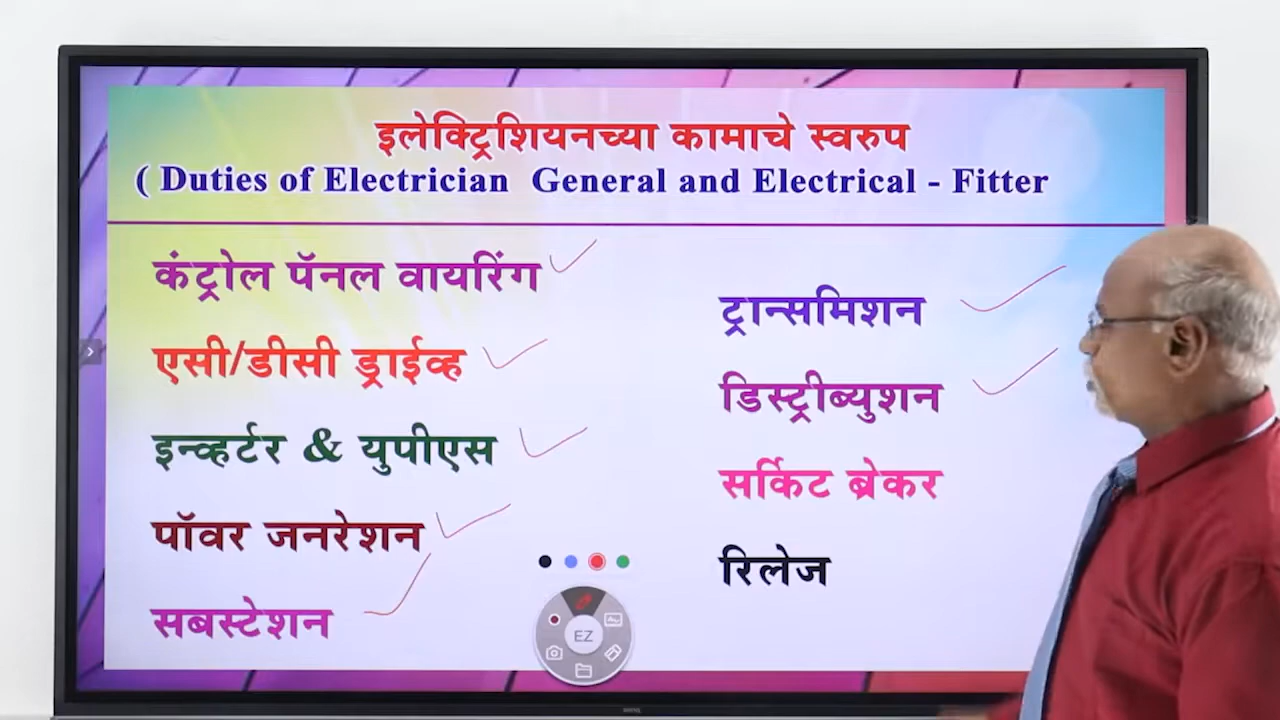 इलेक्ट्रिशियनच्या कामाचे स्वरुप
( Duties of Electrician General and Electrical - Fitter
कंट्रोल पॅनल वायरिंग
एसी/डीसी ड्राईव्ह
इन्व्हर्टर & युपीएस
पॉवर जनरेशन
सबस्टेशन
ट्रान्समिशन
डिस्ट्रीब्युशन
सर्किट ब्रेकर
रिलेज
EZ